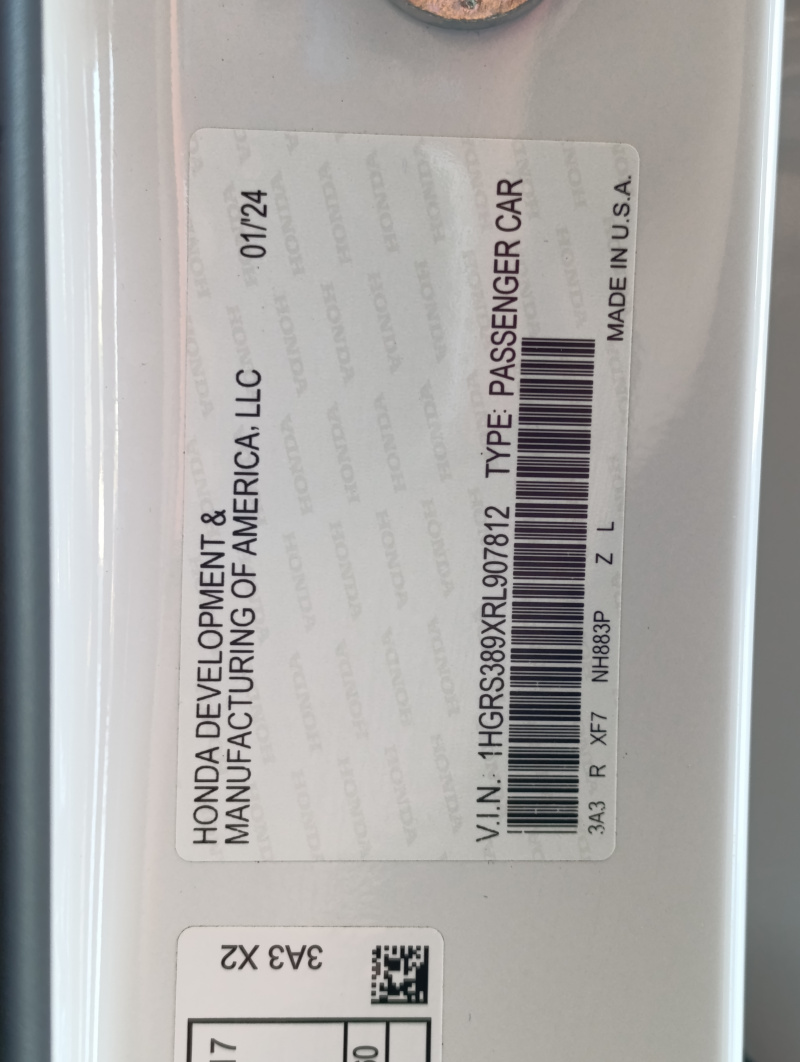 HONDA DEVELOPMENT &
MANUFACTURING OF AMERICA, LLC 01/'24
V.I.N. 1HGRS389XRL907812 TYPE: PASSENGER CAR
3A3 R XF7 NH883P Z L MADE IN U.S.A.
3A3 X2